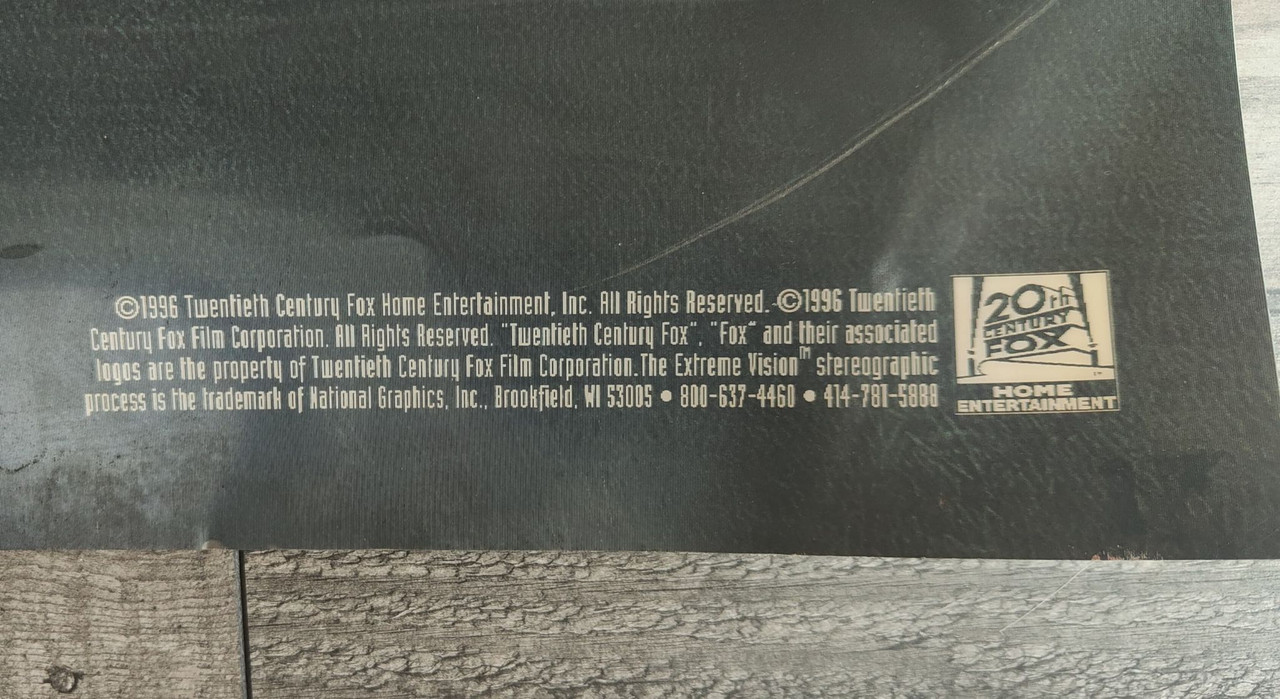 ©1996 Twentieth Century Fox Home Entertainment, Inc. All Rights Reserved. ©1996 Twentieth
Century Fox Film Corporation. All Rights Reserved. "Twentieth Century Fox", "Fox" and their associated
logos are the property of Twentieth Century Fox Film Corporation.The Extreme Vision™ stereographic
process is the trademark of National Graphics, Inc., Brookfield, WI 53005 • 800-637-4460 • 414-781-5888
20th
CENTURY
FOX
™
HOME
ENTERTAINMENT